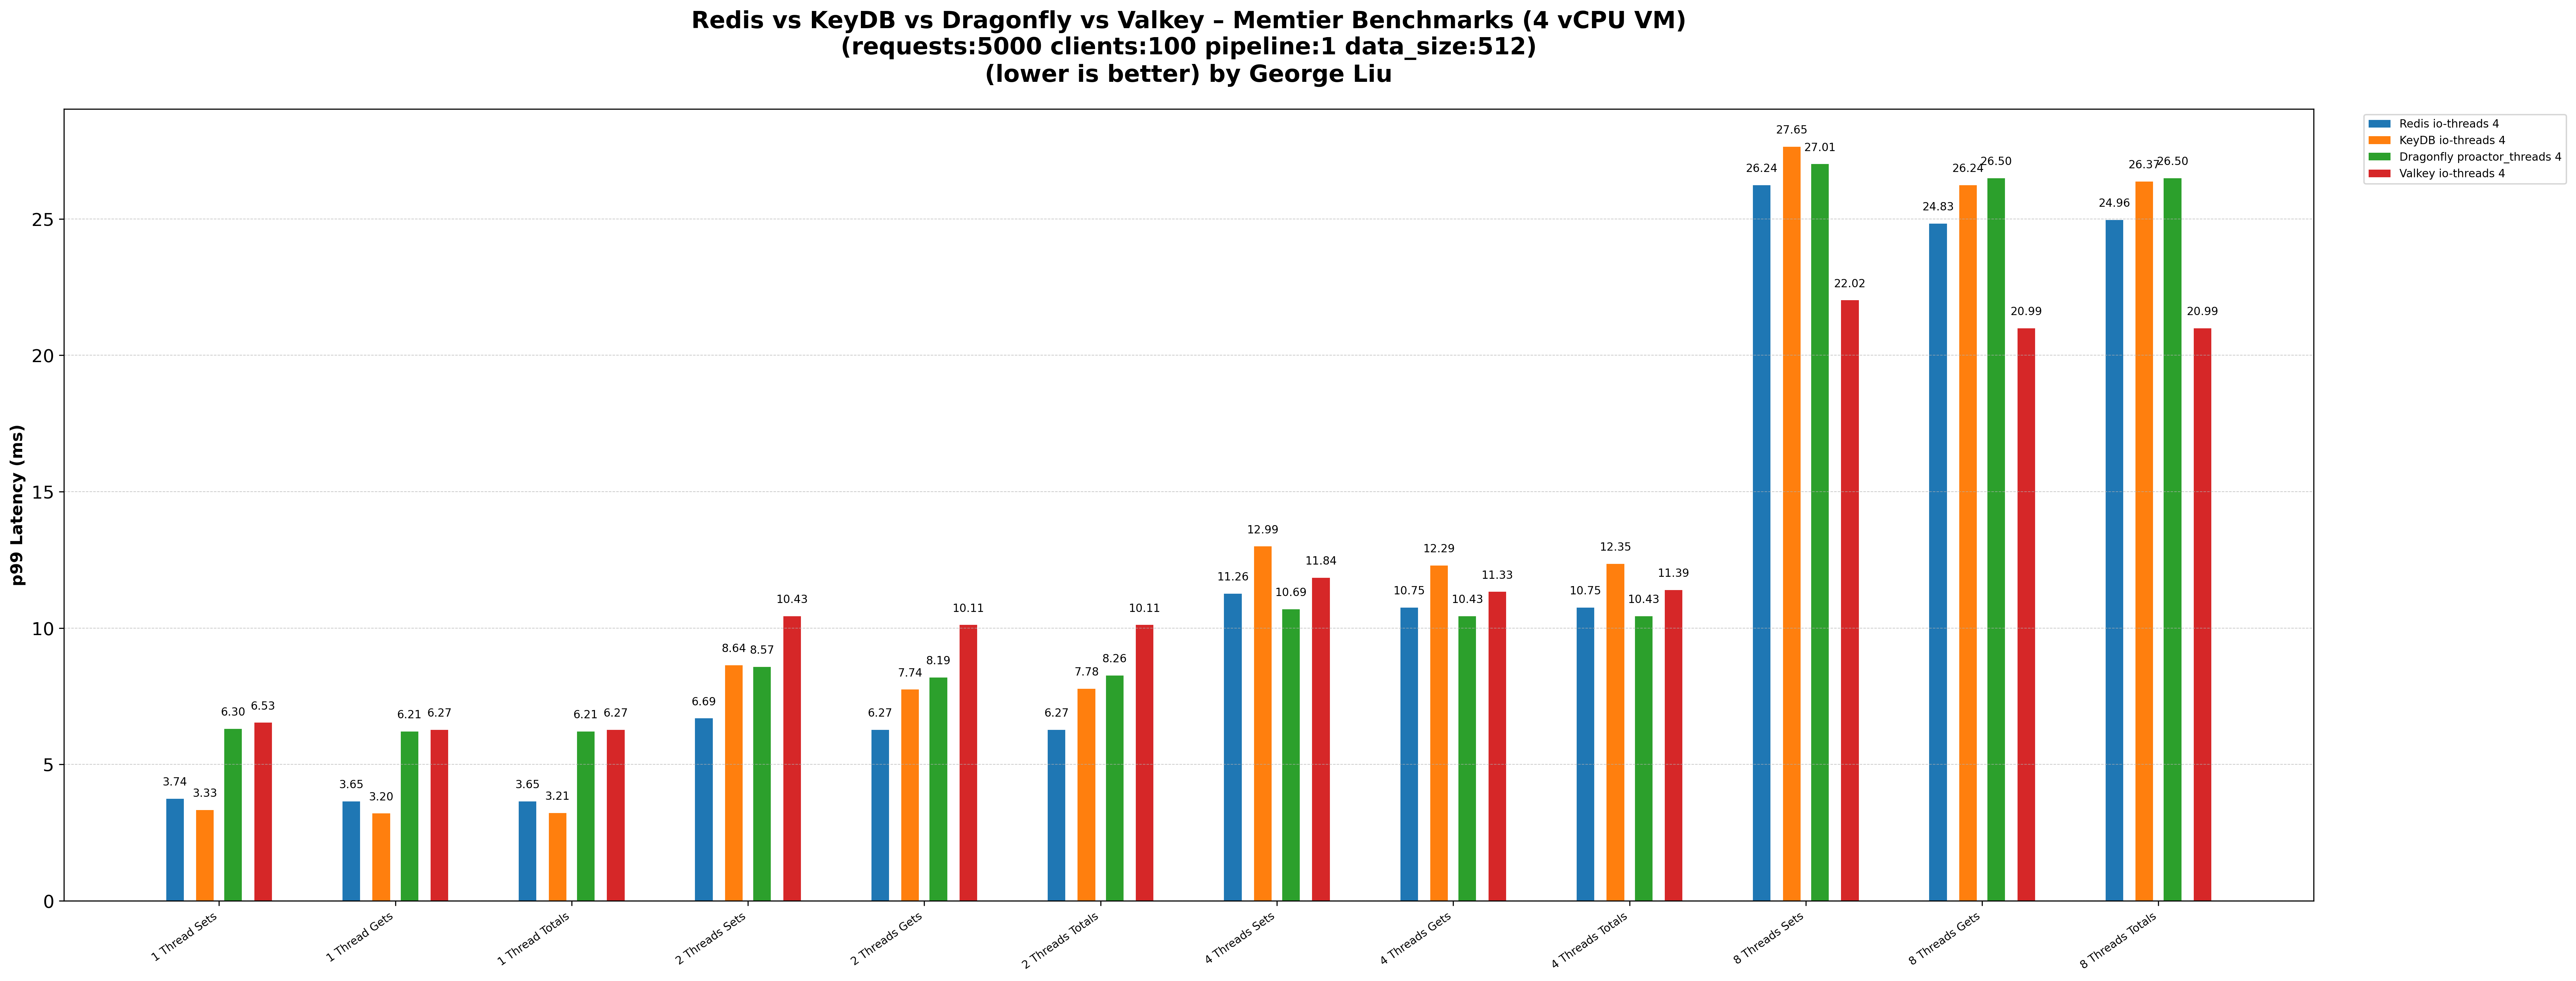 Redis vs KeyDB vs Dragonfly vs Valkey – Memtier Benchmarks (4 vCPU VM)
(requests:5000 clients:100 pipeline:1 data_size:512)
(lower is better) by George Liu
Redis io-threads 4
KeyDB io-threads 4
Dragonfly proactor_threads 4
Valkey io-threads 4
p99 Latency (ms)
25
20
15
10
5
0
3.74 3.33 6.30 6.53
3.65 3.20 6.21 6.27
3.65 3.21 6.21 6.27
6.69 8.64 8.57 10.43
6.27 7.74 8.19 10.11
6.27 7.78 8.26 10.11
11.26 12.99 10.69 11.84
10.75 12.29 10.43 11.33
10.75 12.35 10.43 11.39
26.24 27.65 27.01 22.02
24.83 26.24 26.50 20.99
24.96 26.37 26.50 20.99
1 Thread Sets
1 Thread Gets
1 Thread Totals
2 Threads Sets
2 Threads Gets
2 Threads Totals
4 Threads Sets
4 Threads Gets
4 Threads Totals
8 Threads Sets
8 Threads Gets
8 Threads Totals